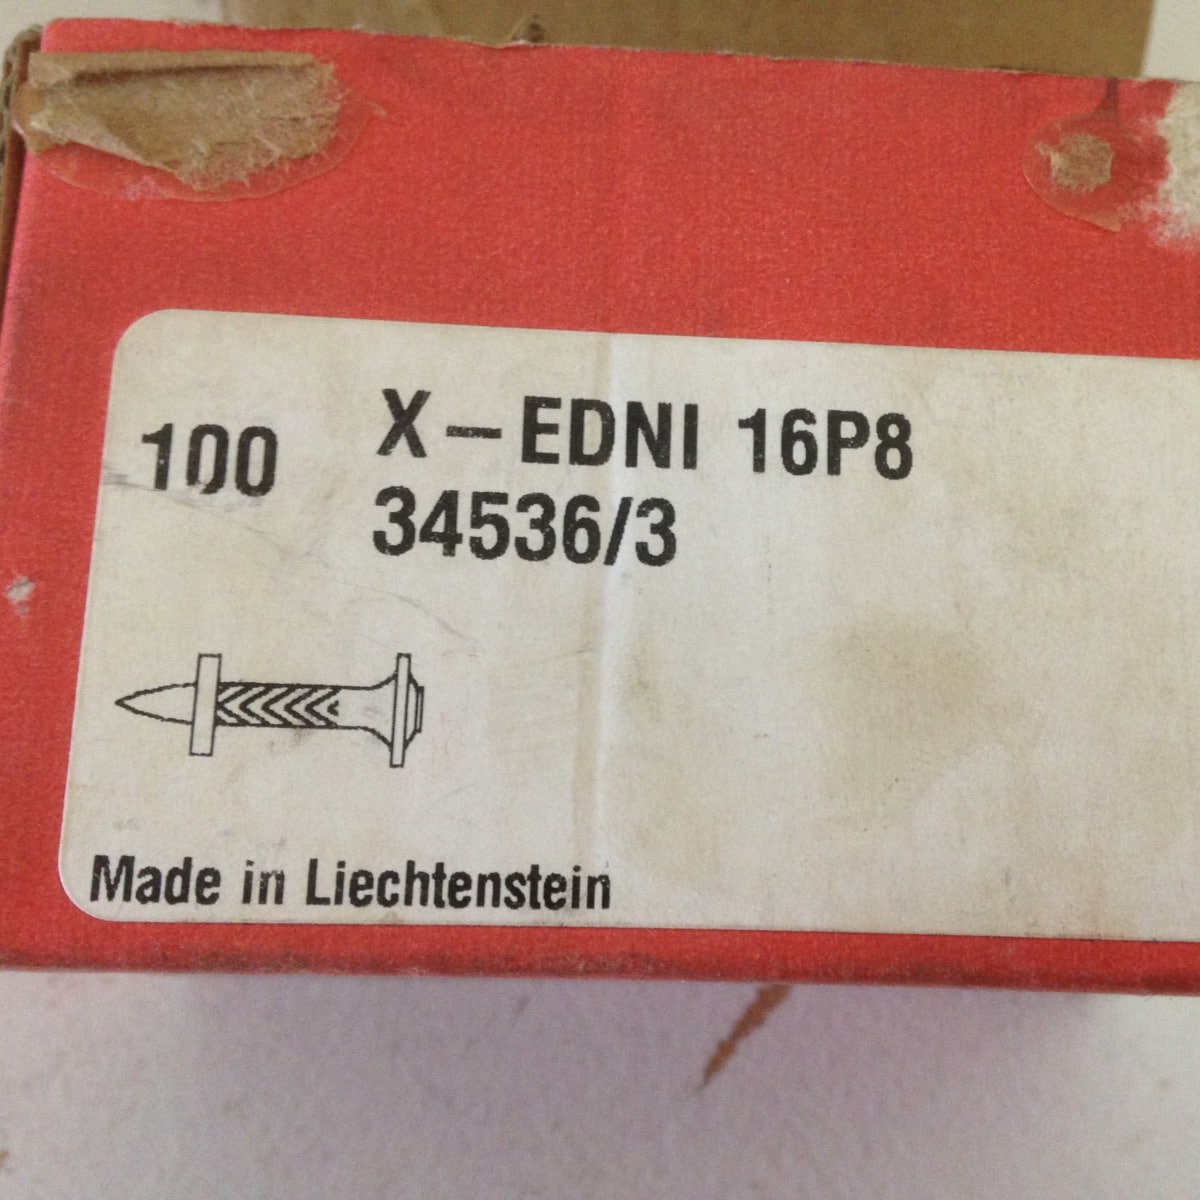 100 X-EDNI 16P8
34536/3
Made in Liechtenstein